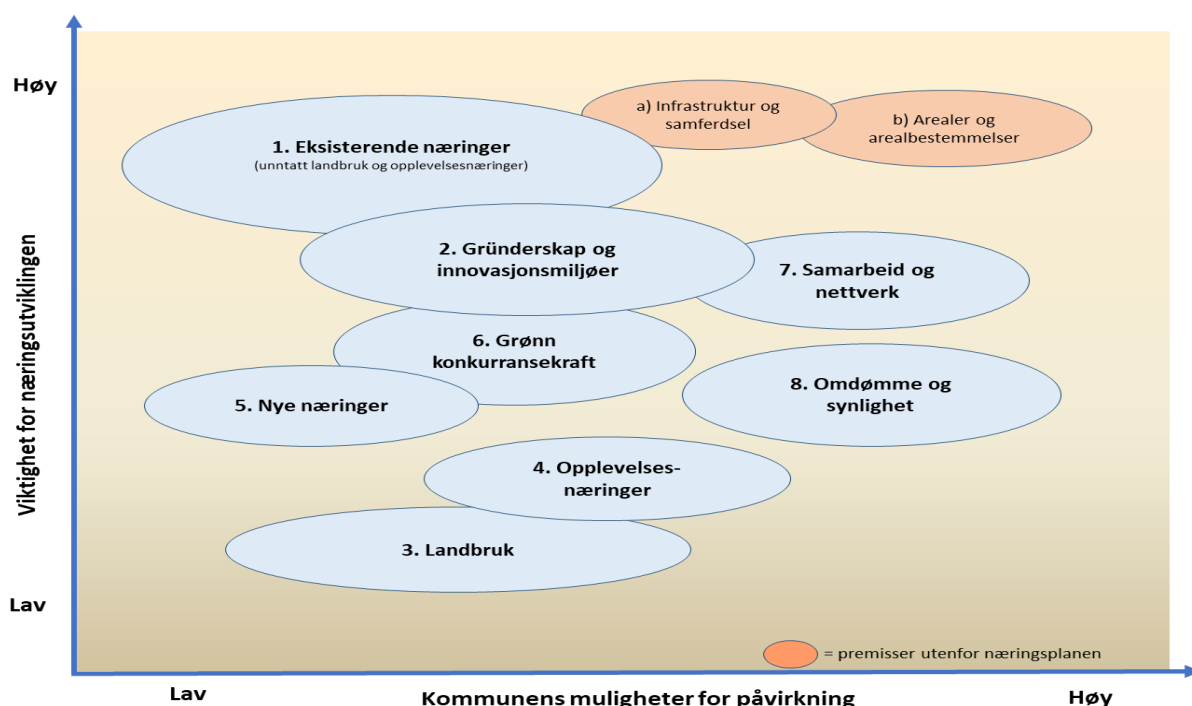 Høy
a) Infrastruktur og
samferdsel
b) Arealer og
arealbestemmelser
1. Eksisterende næringer
(unntatt landbruk og opplevelsesnæringer)
2. Gründerskap og
innovasjonsmiljøer
7. Samarbeid og
nettverk
6. Grønn
konkurransekraft
8. Omdømme og
synlighet
5. Nye næringer
4. Opplevelses-
næringer
3. Landbruk
Viktighet for næringsutviklingen
Lav
= premisser utenfor næringsplanen
Lav
Kommunens muligheter for påvirkning
Høy